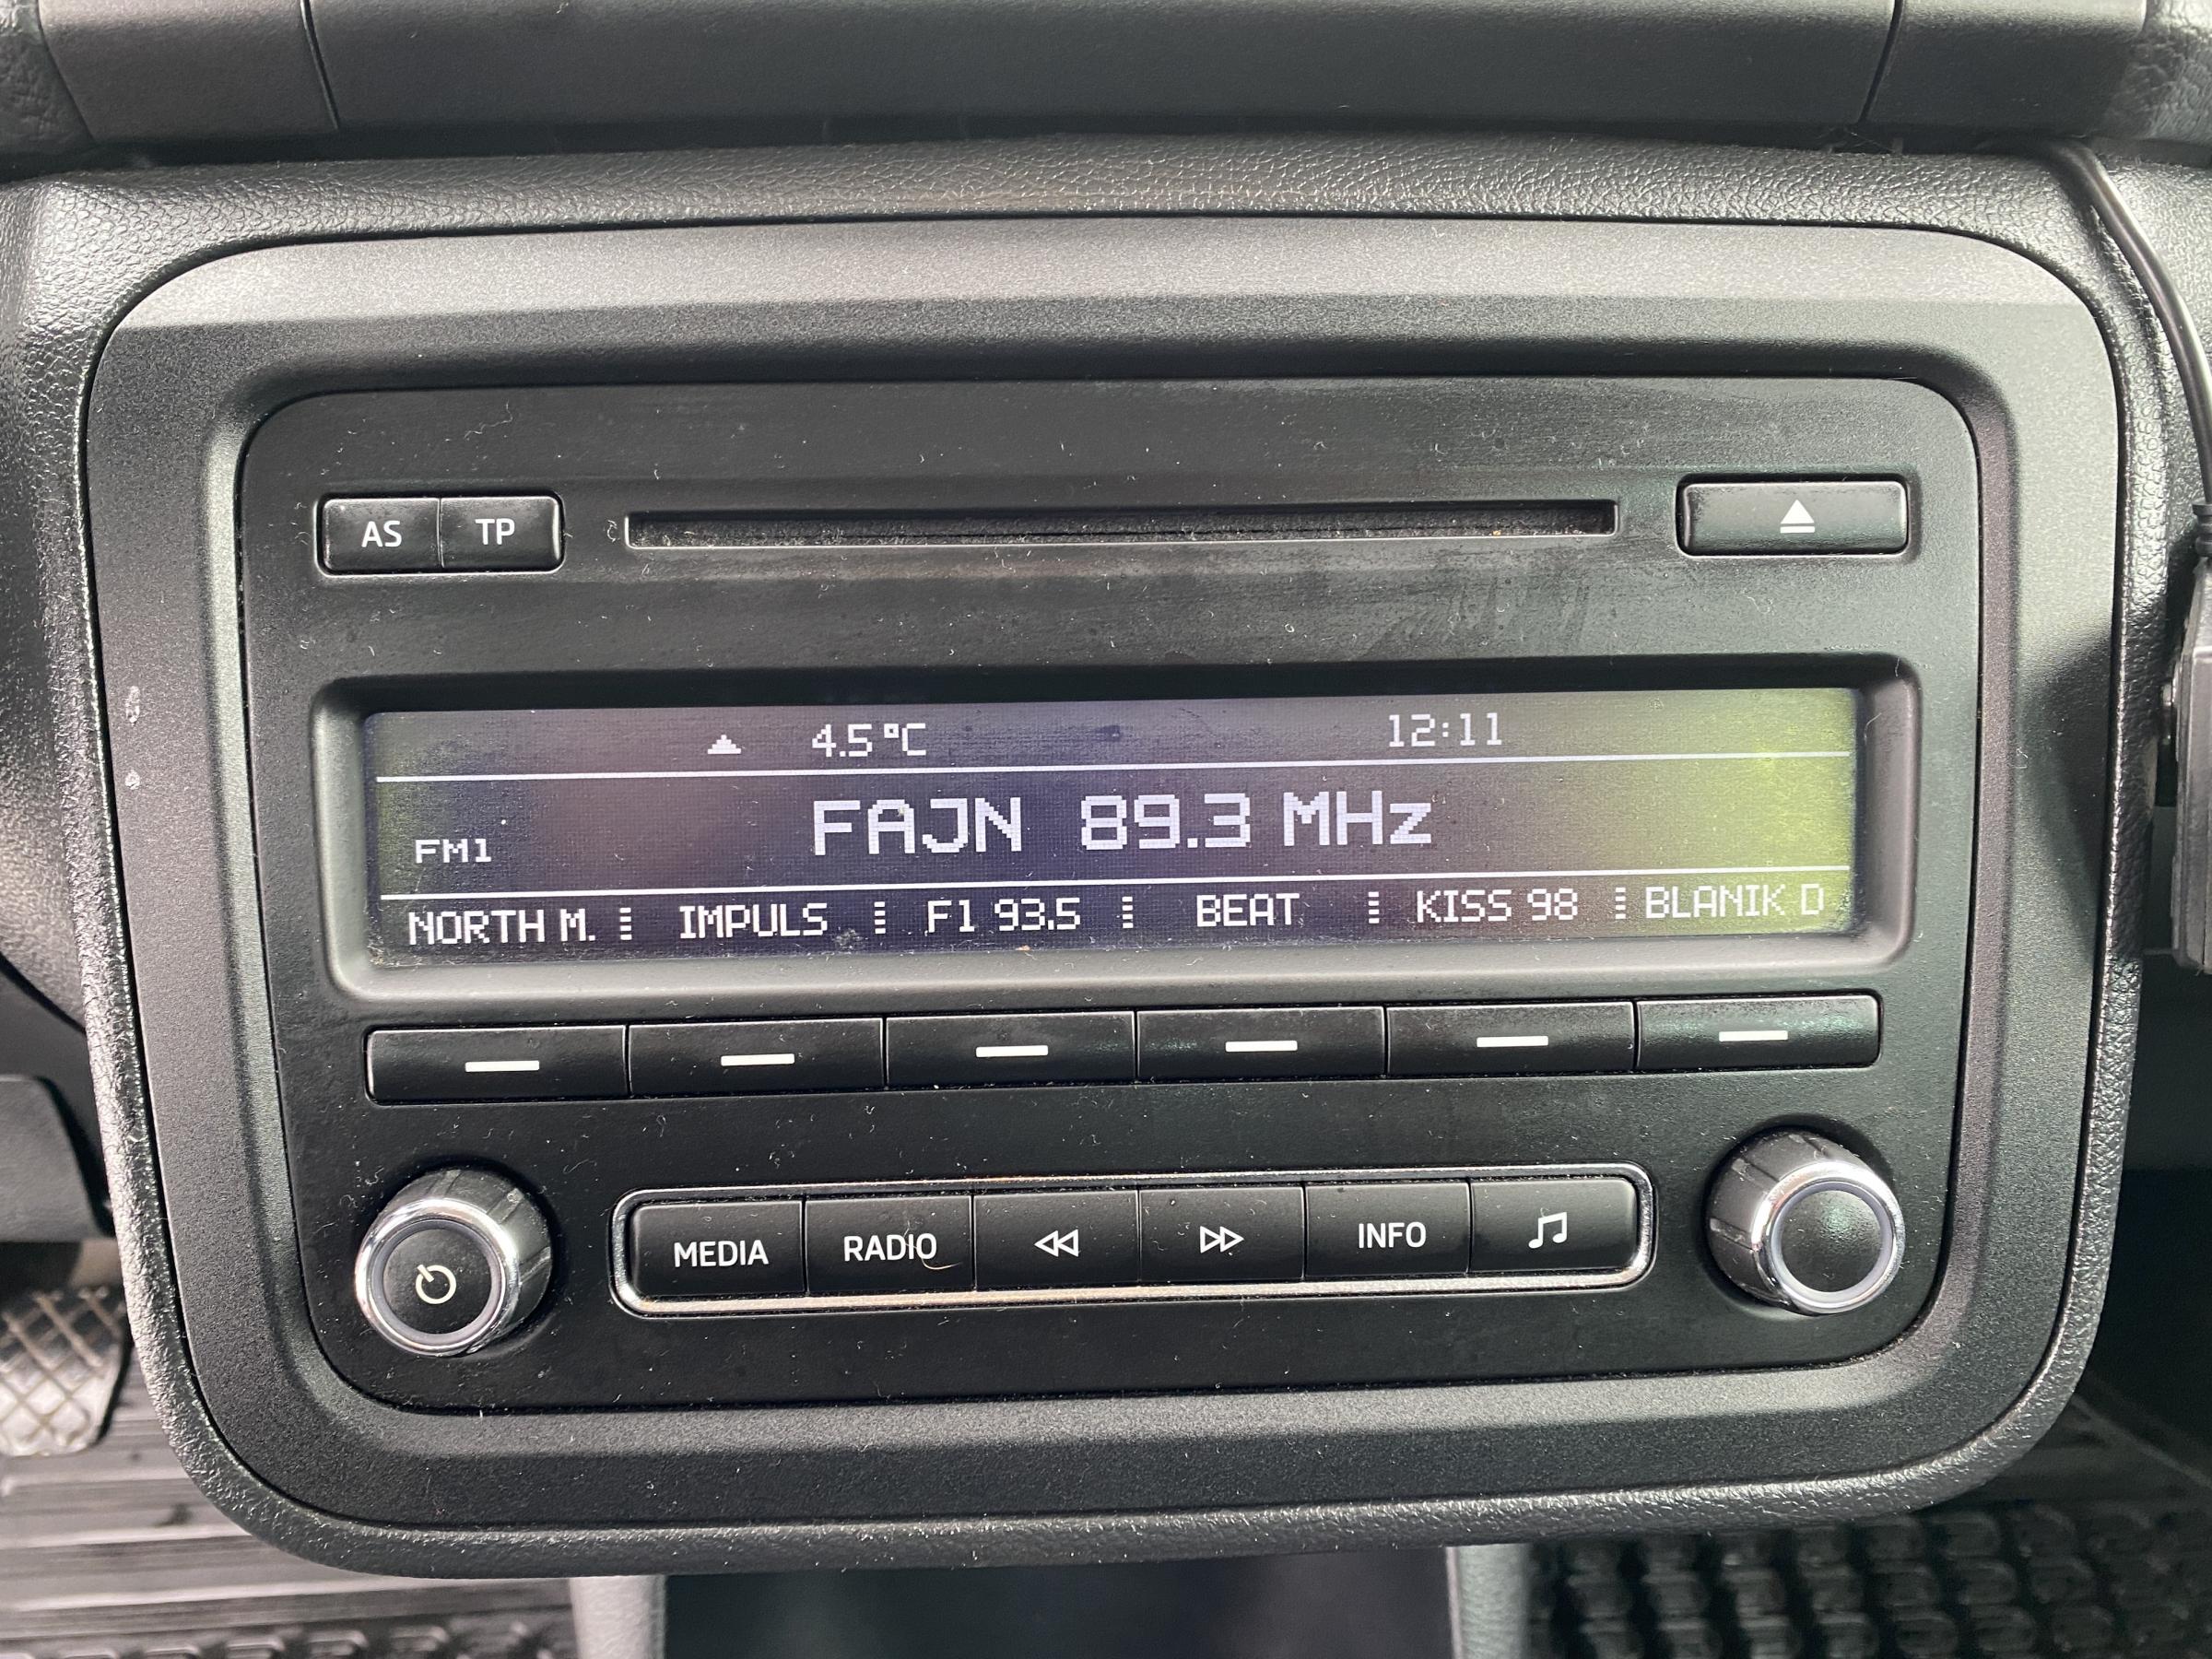 AS TP
4.5°C 12:11
FM1 FAJN 89.3 MHz
NORTH M. IMPULS F1 93.5 BEAT KISS 98 BLANIK D
MEDIA RADIO INFO